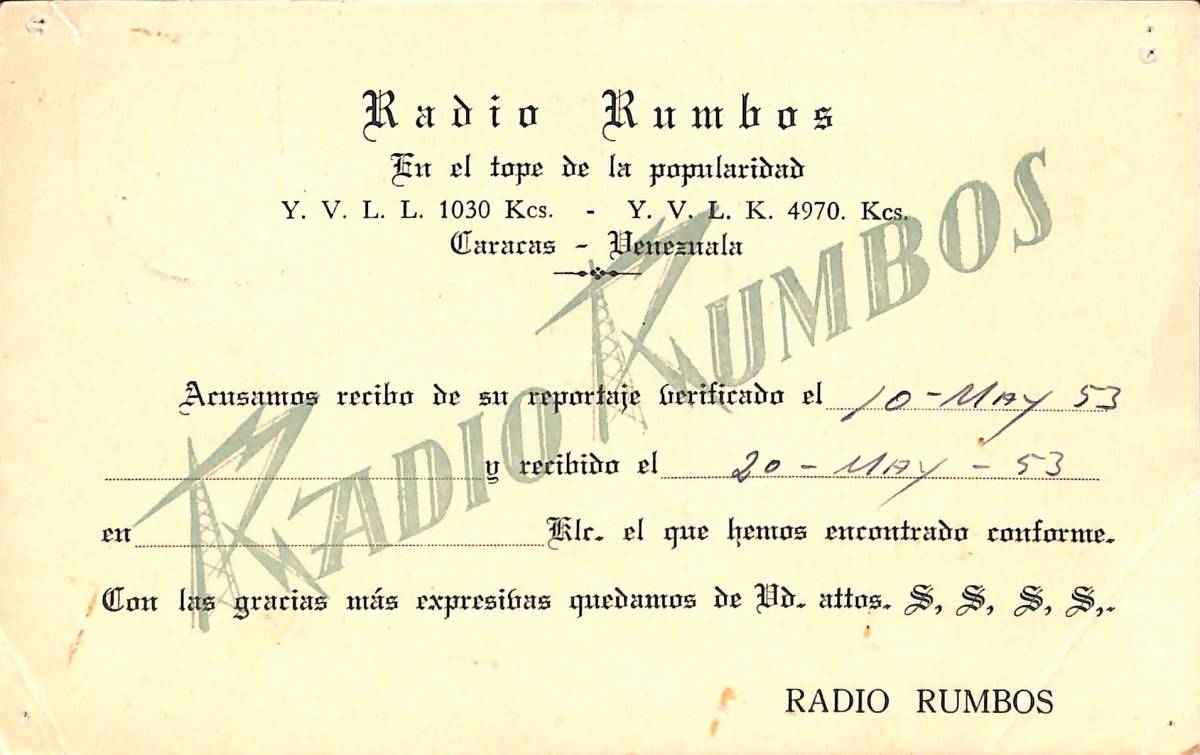 Radio Rumbos
En el tope de la popularidad
Y. V. L. L. 1030 Kcs. - Y. V. L. K. 4970. Kcs.
Caracas - Venezuala
RADIO RUMBOS
Acusamos recibo de su reportaje verificado el 10-MAY 53
y recibido el 20-MAY-53
en Klc. el que hemos encontrado conforme.
Con las gracias más expresivas quedamos de Vd. attos. S, S, S, S,.
RADIO RUMBOS